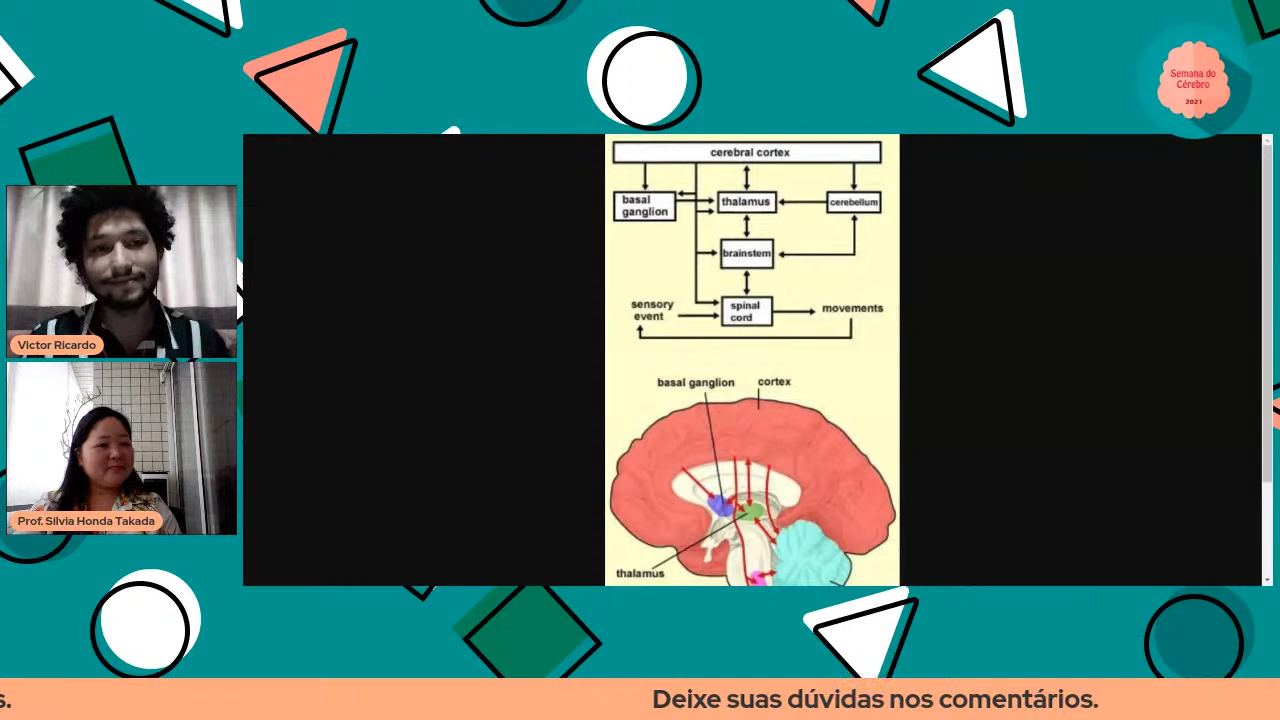 Semana do
Cérebro
2021
cerebral cortex
basal
ganglion
thalamus
cerebellum
brainstem
sensory
event
spinal
cord
movements
basal ganglion
cortex
thalamus
Victor Ricardo
Prof. Silvia Honda Takada
s.
Deixe suas dúvidas nos comentários.